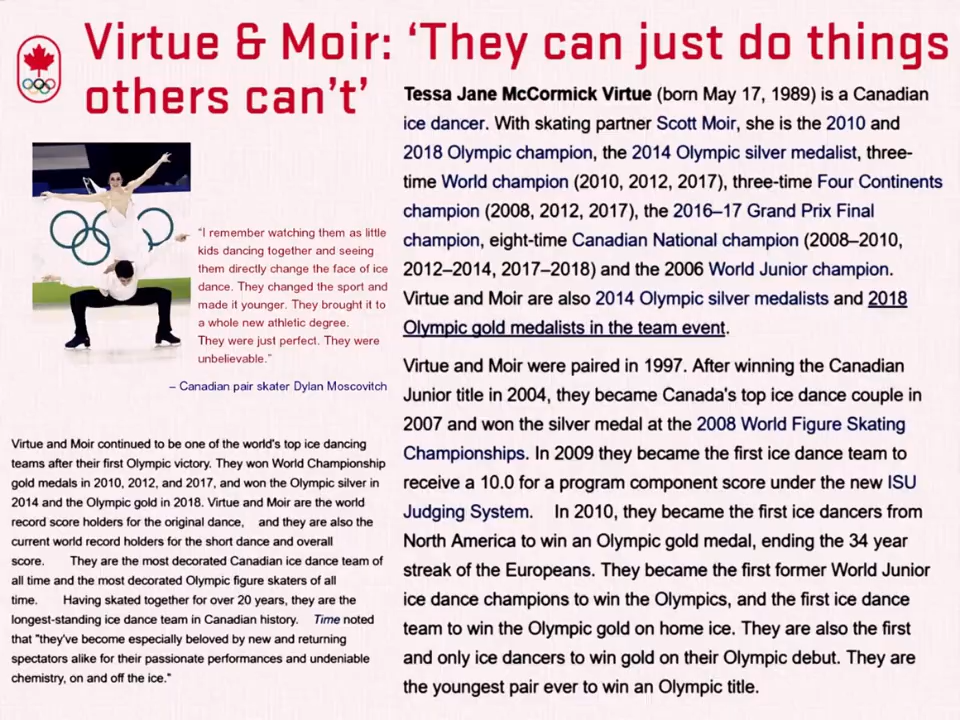 Virtue & Moir: ‘They can just do things
others can’t’
“I remember watching them as little
kids dancing together and seeing
them directly change the face of ice
dance. They changed the sport and
made it younger. They brought it to
a whole new athletic degree.
They were just perfect. They were
unbelievable.”
– Canadian pair skater Dylan Moscovitch
Virtue and Moir continued to be one of the world's top ice dancing
teams after their first Olympic victory. They won World Championship
gold medals in 2010, 2012, and 2017, and won the Olympic silver in
2014 and the Olympic gold in 2018. Virtue and Moir are the world
record score holders for the original dance, and they are also the
current world record holders for the short dance and overall
score. They are the most decorated Canadian ice dance team of
all time and the most decorated Olympic figure skaters of all
time. Having skated together for over 20 years, they are the
longest-standing ice dance team in Canadian history. Time noted
that "they've become especially beloved by new and returning
spectators alike for their passionate performances and undeniable
chemistry, on and off the ice."
Tessa Jane McCormick Virtue (born May 17, 1989) is a Canadian
ice dancer. With skating partner Scott Moir, she is the 2010 and
2018 Olympic champion, the 2014 Olympic silver medalist, three-
time World champion (2010, 2012, 2017), three-time Four Continents
champion (2008, 2012, 2017), the 2016–17 Grand Prix Final
champion, eight-time Canadian National champion (2008–2010,
2012–2014, 2017–2018) and the 2006 World Junior champion.
Virtue and Moir are also 2014 Olympic silver medalists and 2018
Olympic gold medalists in the team event.
Virtue and Moir were paired in 1997. After winning the Canadian
Junior title in 2004, they became Canada's top ice dance couple in
2007 and won the silver medal at the 2008 World Figure Skating
Championships. In 2009 they became the first ice dance team to
receive a 10.0 for a program component score under the new ISU
Judging System. In 2010, they became the first ice dancers from
North America to win an Olympic gold medal, ending the 34 year
streak of the Europeans. They became the first former World Junior
ice dance champions to win the Olympics, and the first ice dance
team to win the Olympic gold on home ice. They are also the first
and only ice dancers to win gold on their Olympic debut. They are
the youngest pair ever to win an Olympic title.